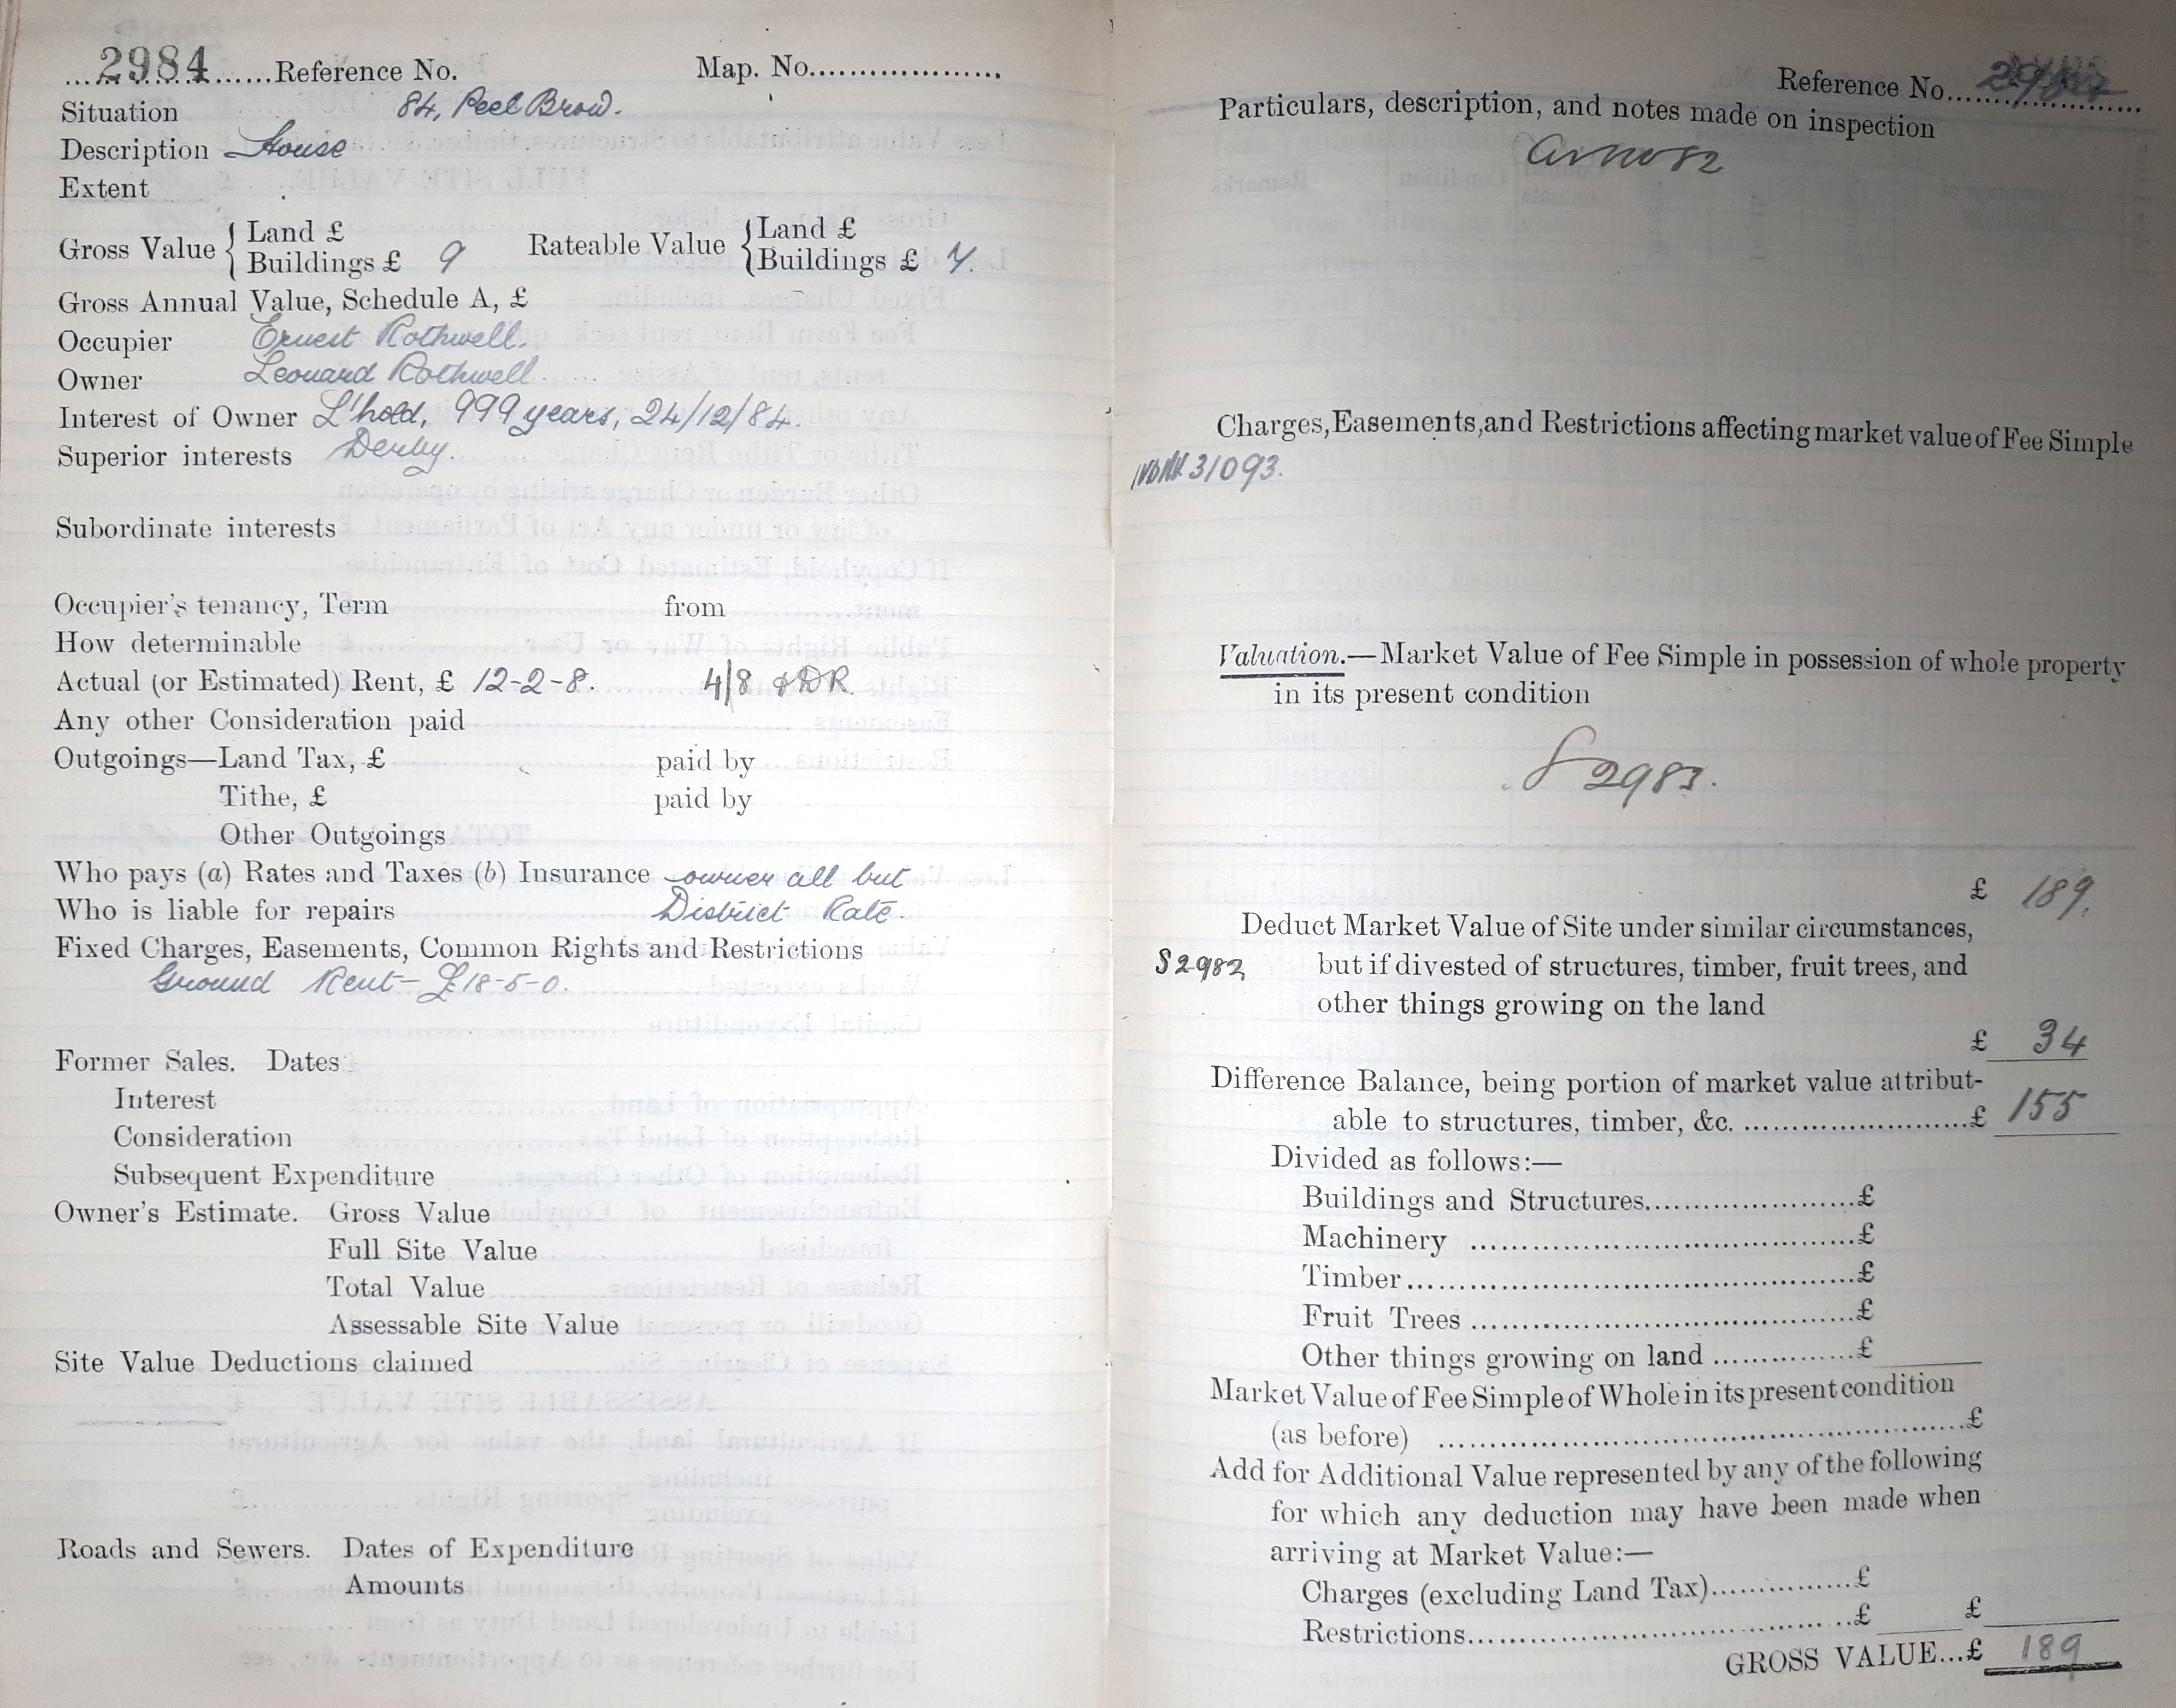 2984 Reference No. Map. No.
Situation 84, Peel Brow.
Description House
Extent
Gross Value { Land £
Buildings £ 9
Rateable Value { Land £
Buildings £ 7.
Gross Annual Value, Schedule A, £
Occupier Ernest Rothwell.
Owner Leonard Rothwell
Interest of Owner L'hold, 999 years, 24/12/84.
Superior interests Derby.
Subordinate interests
Occupier's tenancy, Term from
How determinable
Actual (or Estimated) Rent, £ 12-2-8. 4/8 & DR
Any other Consideration paid
Outgoings—Land Tax, £ paid by
Tithe, £ paid by
Other Outgoings
Who pays (a) Rates and Taxes (b) Insurance owner all but
Who is liable for repairs District Rate.
Fixed Charges, Easements, Common Rights and Restrictions
Ground Rent — £18-5-0.
Former Sales. Dates
Interest
Consideration
Subsequent Expenditure
Owner's Estimate. Gross Value
Full Site Value
Total Value
Assessable Site Value
Site Value Deductions claimed
Roads and Sewers. Dates of Expenditure
Amounts
Reference No. 2984
Particulars, description, and notes made on inspection
Charges, Easements, and Restrictions affecting market value of Fee Simple
31093.
Valuation.—Market Value of Fee Simple in possession of whole property
in its present condition
S 2983.
£ 189.
Deduct Market Value of Site under similar circumstances,
S2982 but if divested of structures, timber, fruit trees, and
other things growing on the land
£ 34
Difference Balance, being portion of market value attribut-
able to structures, timber, &c. £ 155
Divided as follows:—
Buildings and Structures £
Machinery £
Timber £
Fruit Trees £
Other things growing on land £
Market Value of Fee Simple of Whole in its present condition
(as before) £
Add for Additional Value represented by any of the following
for which any deduction may have been made when
arriving at Market Value:—
Charges (excluding Land Tax) £
Restrictions £ £
GROSS VALUE...£ 189